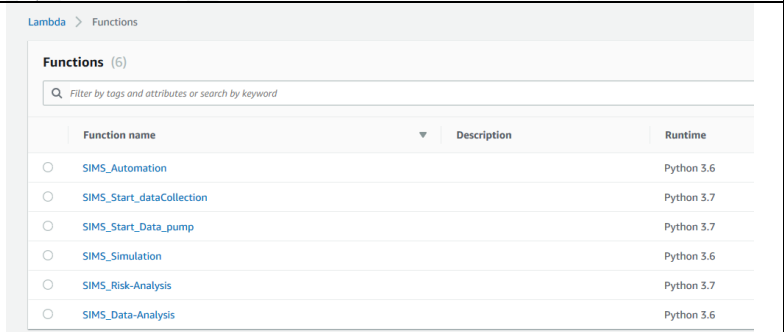 Lambda > Functions
Functions (6)
Filter by tags and attributes or search by keyword
Function name Description Runtime
SIMS_Automation Python 3.6
SIMS_Start_dataCollection Python 3.7
SIMS_Start_Data_pump Python 3.7
SIMS_Simulation Python 3.6
SIMS_Risk-Analysis Python 3.7
SIMS_Data-Analysis Python 3.6